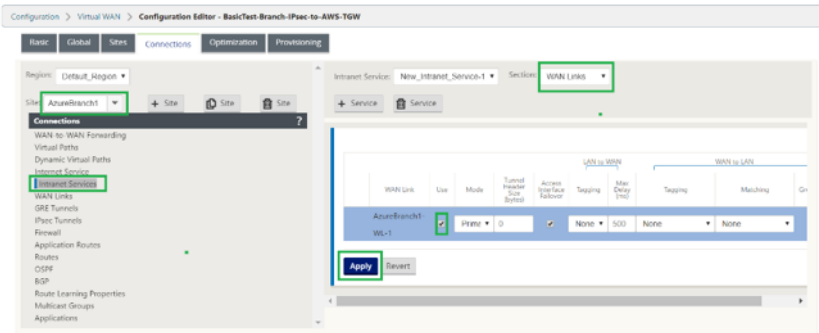 Configuration > Virtual WAN > Configuration Editor - BasicTest-Branch-IPsec-to-AWS-TGW
Basic Global Sites Connections Optimization Provisioning
Region: Default_Region
Site: AzureBranch1 + Site Site Site
Connections ?
WAN-to-WAN Forwarding
Virtual Paths
Dynamic Virtual Paths
Internet Service
Intranet Services
WAN Links
GRE Tunnels
IPsec Tunnels
Firewall
Application Routes
Routes
OSPF
BGP
Route Learning Properties
Multicast Groups
Applications
Intranet Service: New_Intranet_Service-1 Section: WAN Links
+ Service Service
LAN to WAN WAN to LAN
WAN Link Use Mode Tunnel Header Size (bytes) Access Interface Failover Tagging Max Delay (ms) Tagging Matching Gr
AzureBranch1-WL-1 Prima 0 None 500 None None
Apply Revert